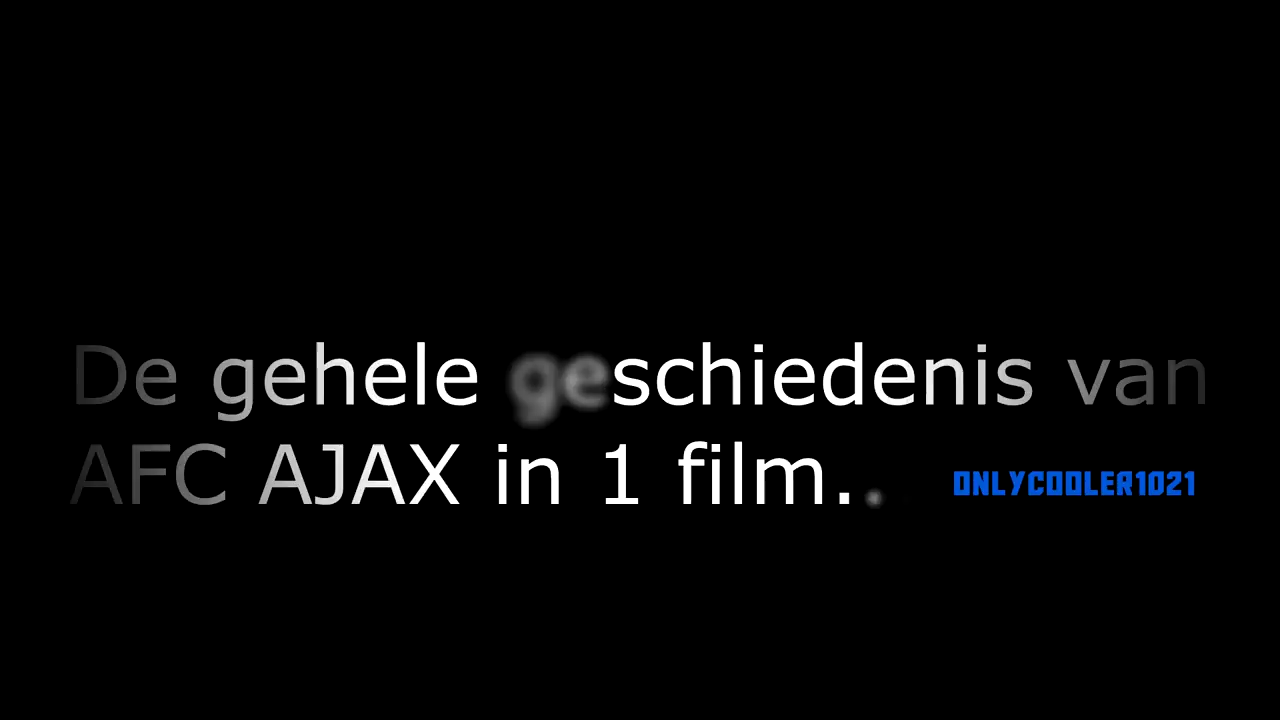 De gehele geschiedenis van
AFC AJAX in 1 film..
ONLYCOOLER1021